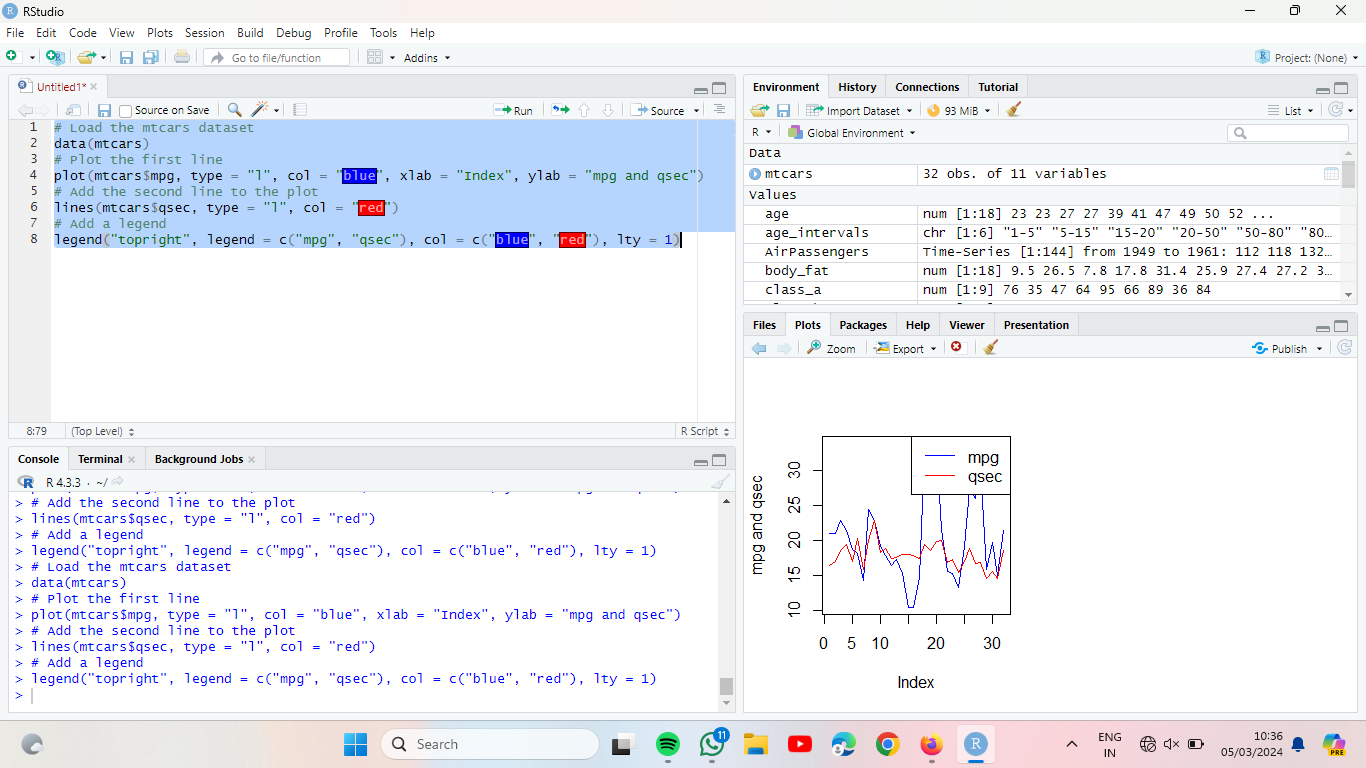 RStudio
File Edit Code View Plots Session Build Debug Profile Tools Help
Go to file/function Addins Project: (None)
Untitled1*
Source on Save Run Source
1 # Load the mtcars dataset
2 data(mtcars)
3 # Plot the first line
4 plot(mtcars$mpg, type = "l", col = "blue", xlab = "Index", ylab = "mpg and qsec")
5 # Add the second line to the plot
6 lines(mtcars$qsec, type = "l", col = "red")
7 # Add a legend
8 legend("topright", legend = c("mpg", "qsec"), col = c("blue", "red"), lty = 1)
8:79 (Top Level) R Script
Console Terminal Background Jobs
R 4.3.3 · ~/
> # Add the second line to the plot
> lines(mtcars$qsec, type = "l", col = "red")
> # Add a legend
> legend("topright", legend = c("mpg", "qsec"), col = c("blue", "red"), lty = 1)
> # Load the mtcars dataset
> data(mtcars)
> # Plot the first line
> plot(mtcars$mpg, type = "l", col = "blue", xlab = "Index", ylab = "mpg and qsec")
> # Add the second line to the plot
> lines(mtcars$qsec, type = "l", col = "red")
> # Add a legend
> legend("topright", legend = c("mpg", "qsec"), col = c("blue", "red"), lty = 1)
>
Environment History Connections Tutorial
Import Dataset 93 MiB List
R Global Environment
Data
mtcars 32 obs. of 11 variables
Values
age num [1:18] 23 23 27 27 39 41 47 49 50 52 ...
age_intervals chr [1:6] "1-5" "5-15" "15-20" "20-50" "50-80" "80…
AirPassengers Time-Series [1:144] from 1949 to 1961: 112 118 132…
body_fat num [1:18] 9.5 26.5 7.8 17.8 31.4 25.9 27.4 27.2 3…
class_a num [1:9] 76 35 47 64 95 66 89 36 84
Files Plots Packages Help Viewer Presentation
Zoom Export Publish
mpg
qsec
mpg and qsec
30
25
20
15
10
0 5 10 20 30
Index
Search
11
ENG
IN
10:36
05/03/2024
PRE